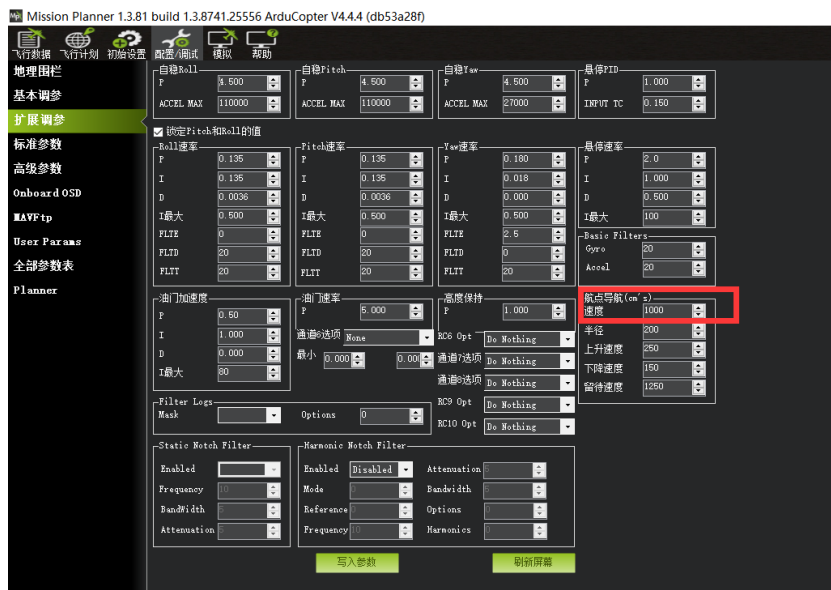 Mission Planner 1.3.81 build 1.3.8741.25556 ArduCopter V4.4.4 (db53a28f)
飞行数据 飞行计划 初始设置 配置/调试 模拟 帮助
地理围栏
基本调参
扩展调参
标准参数
高级参数
Onboard OSD
MAVFtp
User Params
全部参数表
Planner
自稳Roll
P 4.500
ACCEL MAX 110000
自稳Pitch
P 4.500
ACCEL MAX 110000
自稳Yaw
P 4.500
ACCEL MAX 27000
悬停PID
P 1.000
INPUT TC 0.150
锁定Pitch和Roll的值
Roll速率
P 0.135
I 0.135
D 0.0036
I最大 0.500
FLTE 0
FLTD 20
FLTT 20
Pitch速率
P 0.135
I 0.135
D 0.0036
I最大 0.500
FLTE 0
FLTD 20
FLTT 20
Yaw速率
P 0.180
I 0.018
D 0.000
I最大 0.500
FLTE 2.5
FLTD 0
FLTT 20
悬停速率
P 2.0
I 1.000
D 0.500
I最大 100
Basic Filters
Gyro 20
Accel 20
油门加速度
P 0.50
I 1.000
D 0.000
I最大 80
油门速率
P 5.000
高度保持
P 1.000
航点导航(cm's)
速度 1000
半径 200
上升速度 250
下降速度 150
留待速度 1250
通道6选项 None
最小 0.000 0.00
RC6 Opt Do Nothing
通道7选项 Do Nothing
通道8选项 Do Nothing
RC9 Opt Do Nothing
RC10 Opt Do Nothing
Filter Logs
Mask Options 0
Static Notch Filter
Enabled
Frequency 10
BandWidth 5
Attenuation 5
Harmonic Notch Filter
Enabled Disabled Attenuation 5
Mode 0 Bandwidth 5
Reference 0 Options 0
Frequency 10 Harmonics 0
写入参数 刷新屏幕